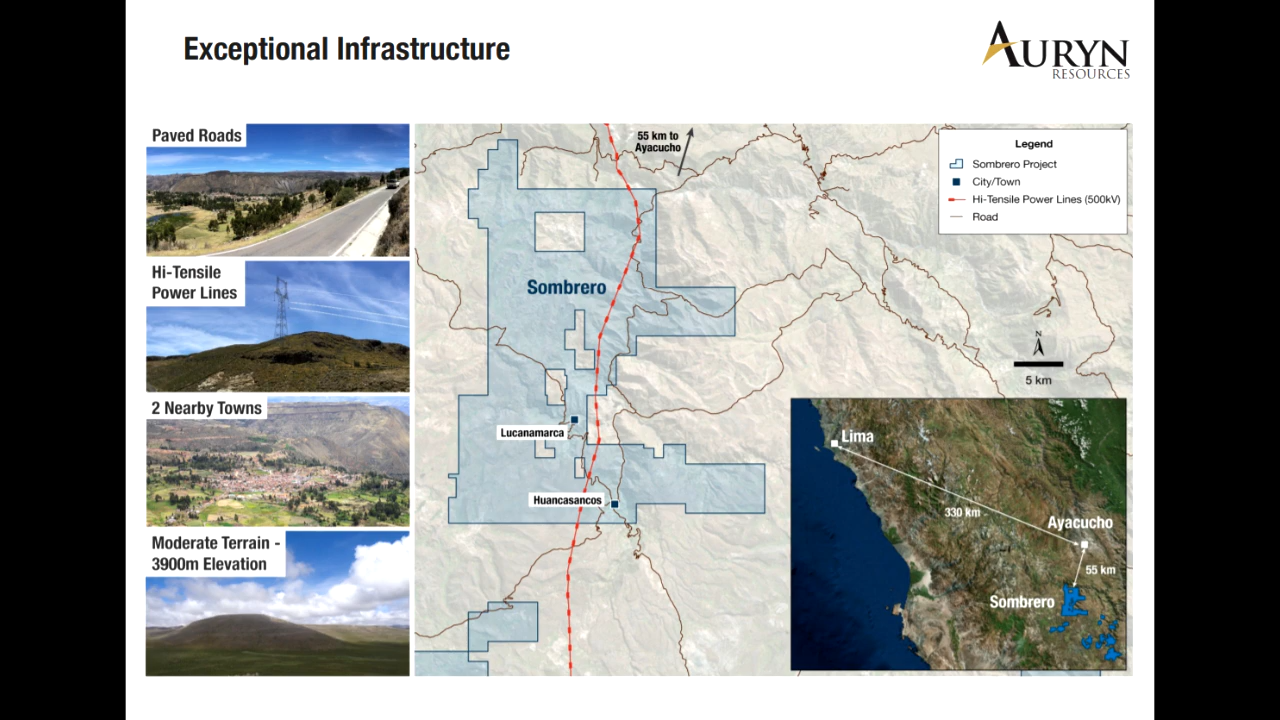 Exceptional Infrastructure
AURYN
RESOURCES
Paved Roads
Hi-Tensile
Power Lines
2 Nearby Towns
Moderate Terrain -
3900m Elevation
55 km to
Ayacucho
Sombrero
Lucanamarca
Huancasancos
Legend
Sombrero Project
City/Town
Hi-Tensile Power Lines (500kV)
Road
N
5 km
Lima
330 km
Ayacucho
55 km
Sombrero